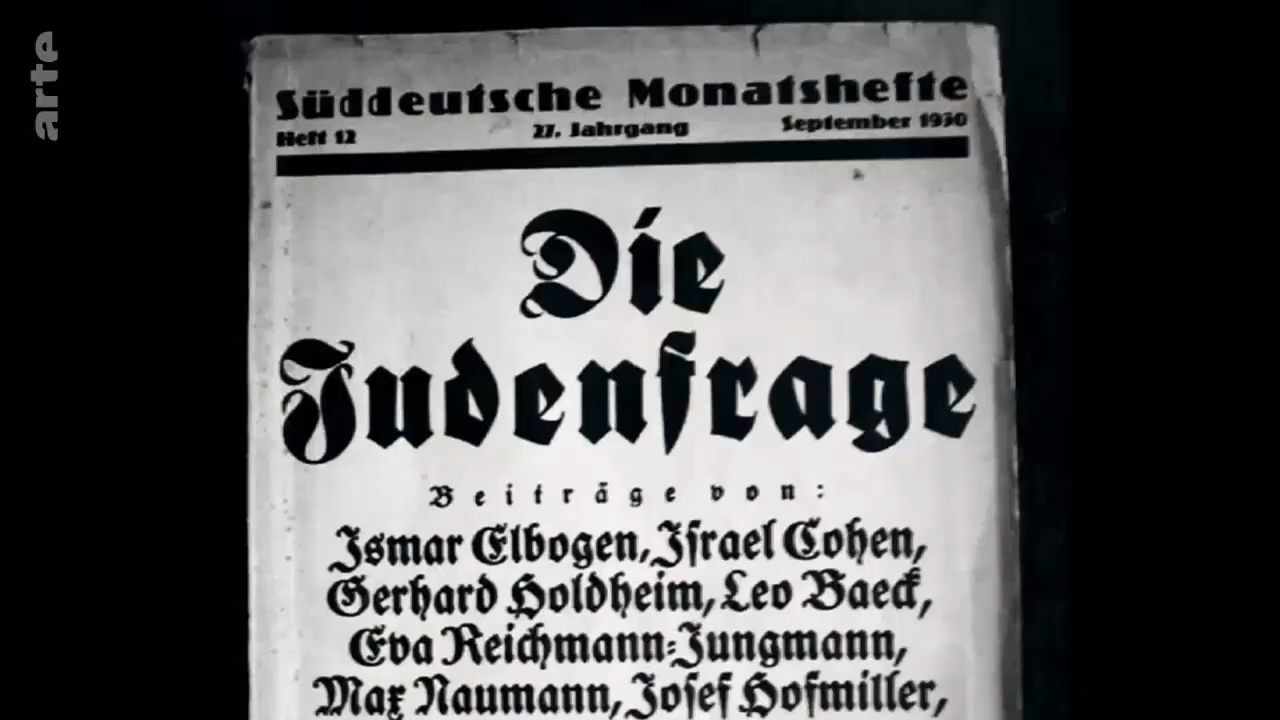 arte
Süddeutsche Monatshefte
Heft 12 27. Jahrgang September 1930
Die
Judenfrage
Beiträge von:
Ismar Elbogen, Israel Cohen,
Gerhard Holdheim, Leo Baeck,
Eva Reichmann-Jungmann,
Max Naumann, Josef Hofmiller,